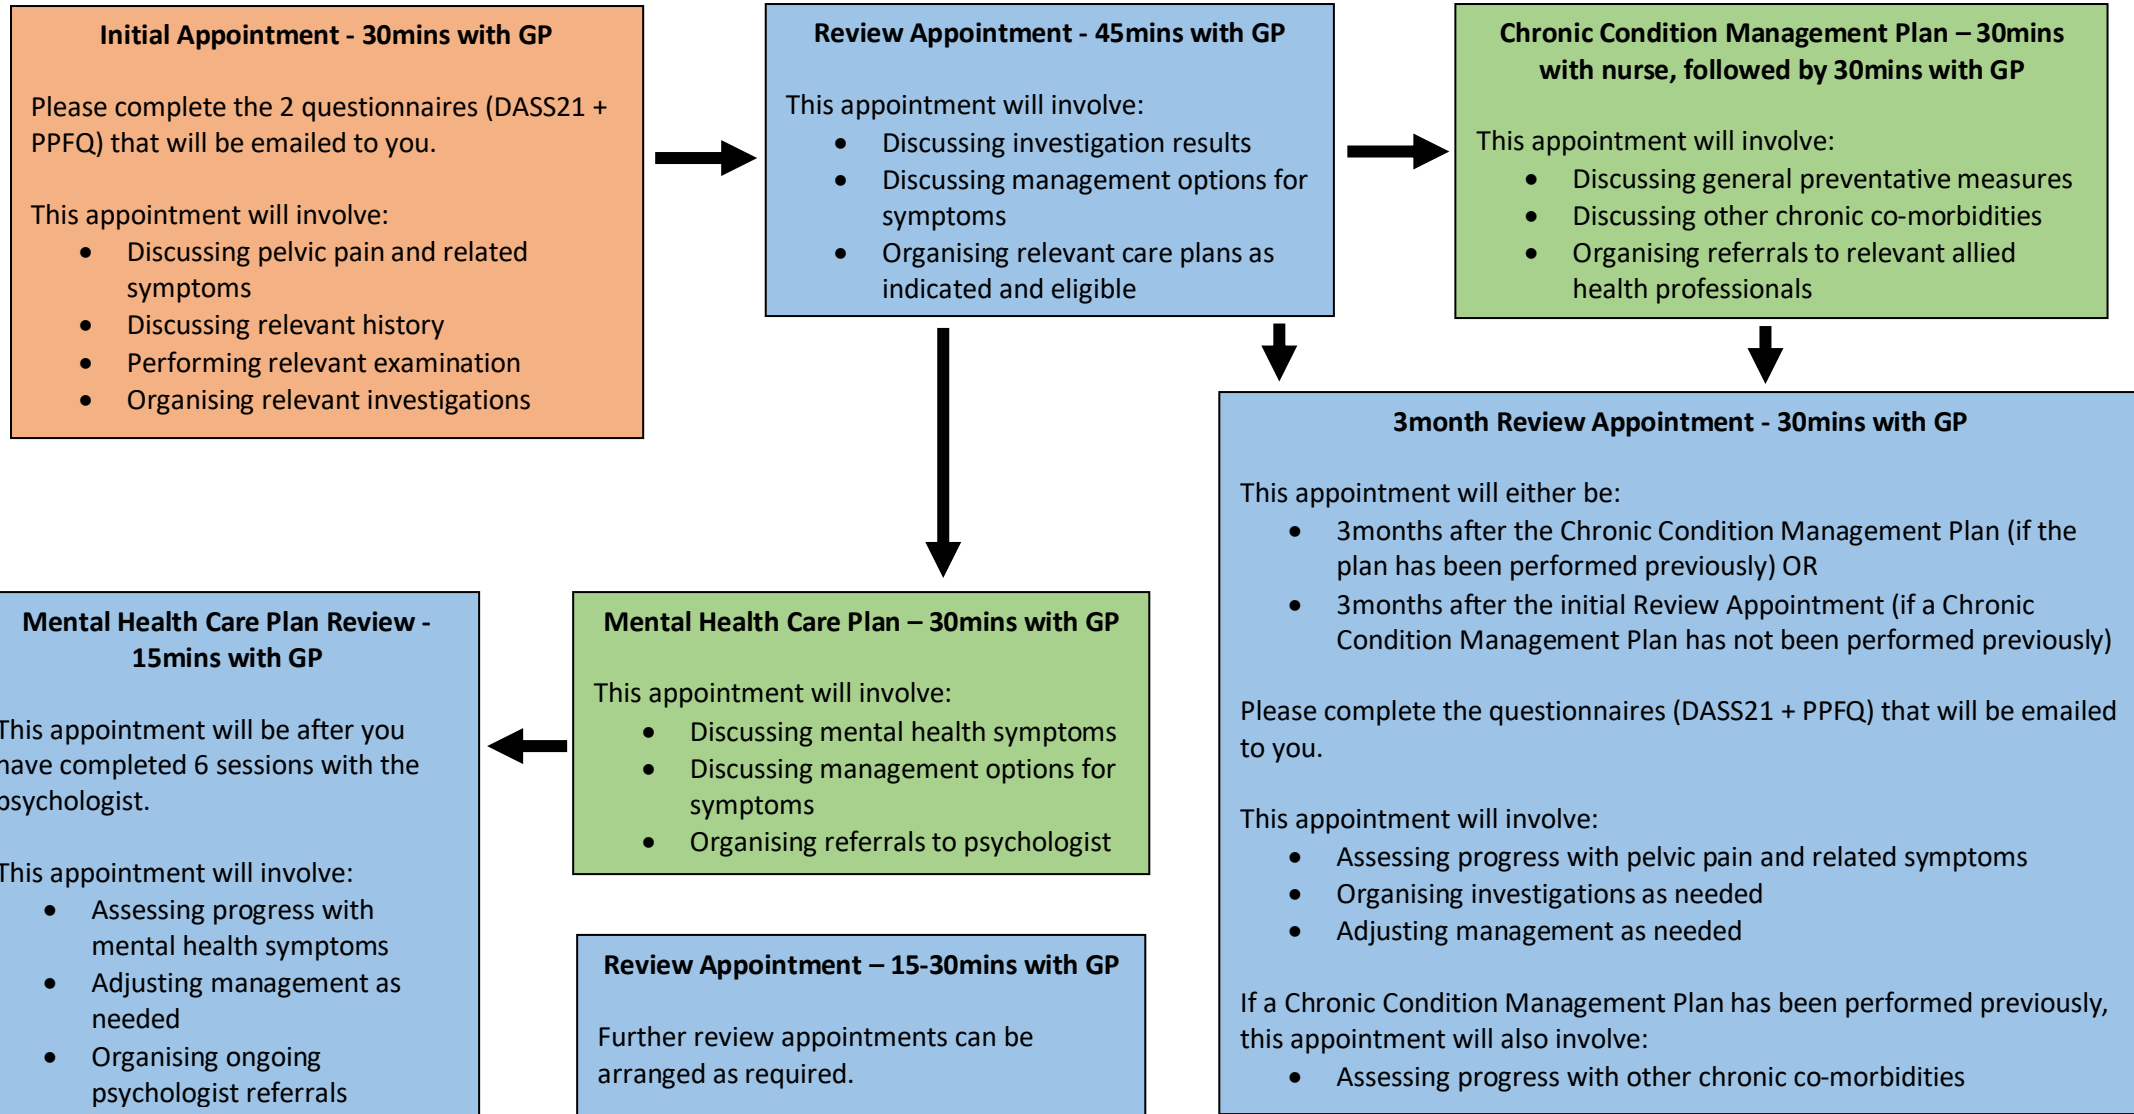 Initial Appointment - 30mins with GP
Please complete the 2 questionnaires (DASS21 +
PPFQ) that will be emailed to you.
This appointment will involve:
• Discussing pelvic pain and related
symptoms
• Discussing relevant history
• Performing relevant examination
• Organising relevant investigations
Review Appointment - 45mins with GP
This appointment will involve:
• Discussing investigation results
• Discussing management options for
symptoms
• Organising relevant care plans as
indicated and eligible
Chronic Condition Management Plan – 30mins
with nurse, followed by 30mins with GP
This appointment will involve:
• Discussing general preventative measures
• Discussing other chronic co-morbidities
• Organising referrals to relevant allied
health professionals
3month Review Appointment - 30mins with GP
This appointment will either be:
• 3months after the Chronic Condition Management Plan (if the
plan has been performed previously) OR
• 3months after the initial Review Appointment (if a Chronic
Condition Management Plan has not been performed previously)
Please complete the questionnaires (DASS21 + PPFQ) that will be emailed
to you.
This appointment will involve:
• Assessing progress with pelvic pain and related symptoms
• Organising investigations as needed
• Adjusting management as needed
If a Chronic Condition Management Plan has been performed previously,
this appointment will also involve:
• Assessing progress with other chronic co-morbidities
Mental Health Care Plan – 30mins with GP
This appointment will involve:
• Discussing mental health symptoms
• Discussing management options for
symptoms
• Organising referrals to psychologist
Mental Health Care Plan Review -
15mins with GP
This appointment will be after you
have completed 6 sessions with the
psychologist.
This appointment will involve:
• Assessing progress with
mental health symptoms
• Adjusting management as
needed
• Organising ongoing
psychologist referrals
Review Appointment – 15-30mins with GP
Further review appointments can be
arranged as required.